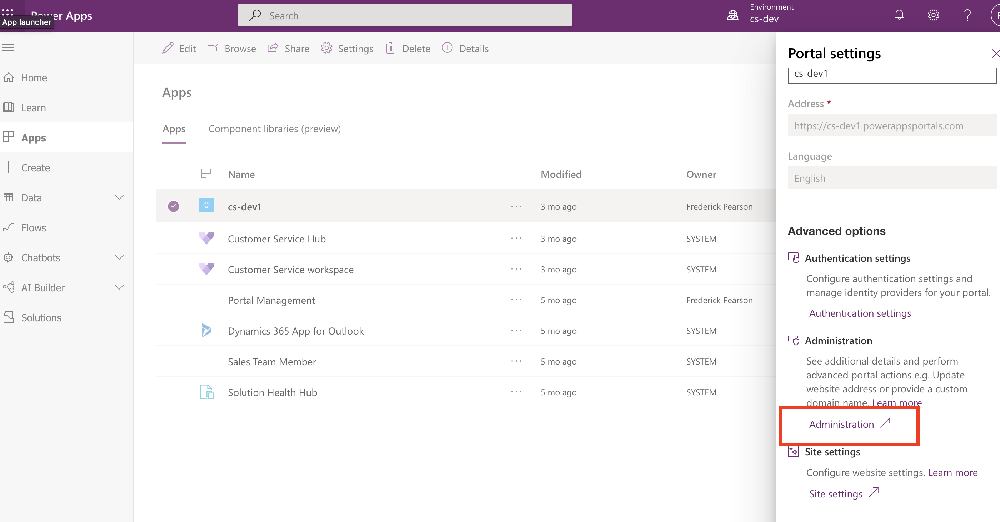 Power Apps
App launcher
Search
Environment
cs-dev
Home
Learn
Apps
Create
Data
Flows
Chatbots
AI Builder
Solutions
Edit
Browse
Share
Settings
Delete
Details
Apps
Apps
Component libraries (preview)
Name
Modified
Owner
cs-dev1
...
3 mo ago
Frederick Pearson
Customer Service Hub
...
3 mo ago
SYSTEM
Customer Service workspace
...
3 mo ago
SYSTEM
Portal Management
...
5 mo ago
Frederick Pearson
Dynamics 365 App for Outlook
...
5 mo ago
SYSTEM
Sales Team Member
...
5 mo ago
SYSTEM
Solution Health Hub
...
5 mo ago
SYSTEM
Portal settings
cs-dev1
Address *
https://cs-dev1.powerappsportals.com
Language
English
Advanced options
Authentication settings
Configure authentication settings and
manage identity providers for your portal.
Authentication settings
Administration
See additional details and perform
advanced portal actions e.g. Update
website address or provide a custom
domain name. Learn more
Administration
Site settings
Configure website settings. Learn more
Site settings